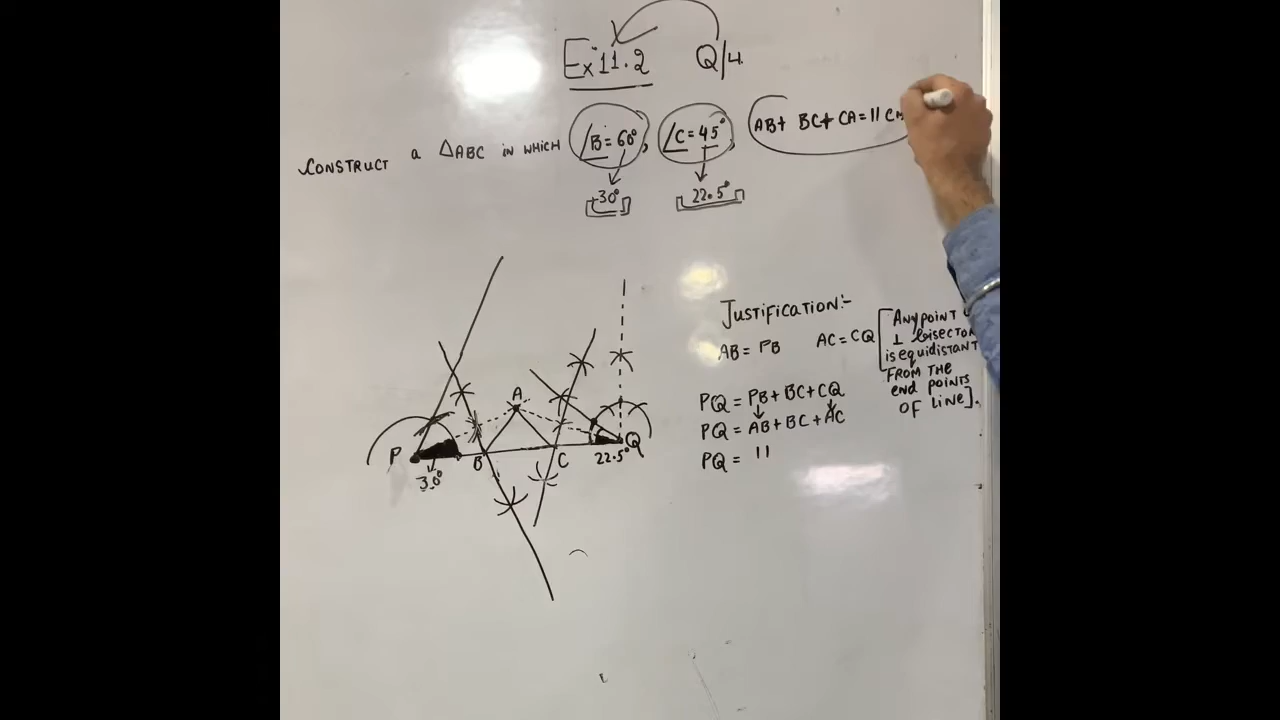 Ex 11.2 Q/4.
CONSTRUCT a △ABC in which ∠B=60°, ∠C=45°, AB+ BC+ CA=11 CM
30° 22.5°
JUSTIFICATION:-
AB = PB AC = CQ [ANY POINT
⊥ bisector
is equidistant
FROM THE
end POINTS
OF LINE].
PQ = PB+BC+CQ
PQ = AB+BC+AC
PQ = 11
A
P B C Q
30° 22.5°